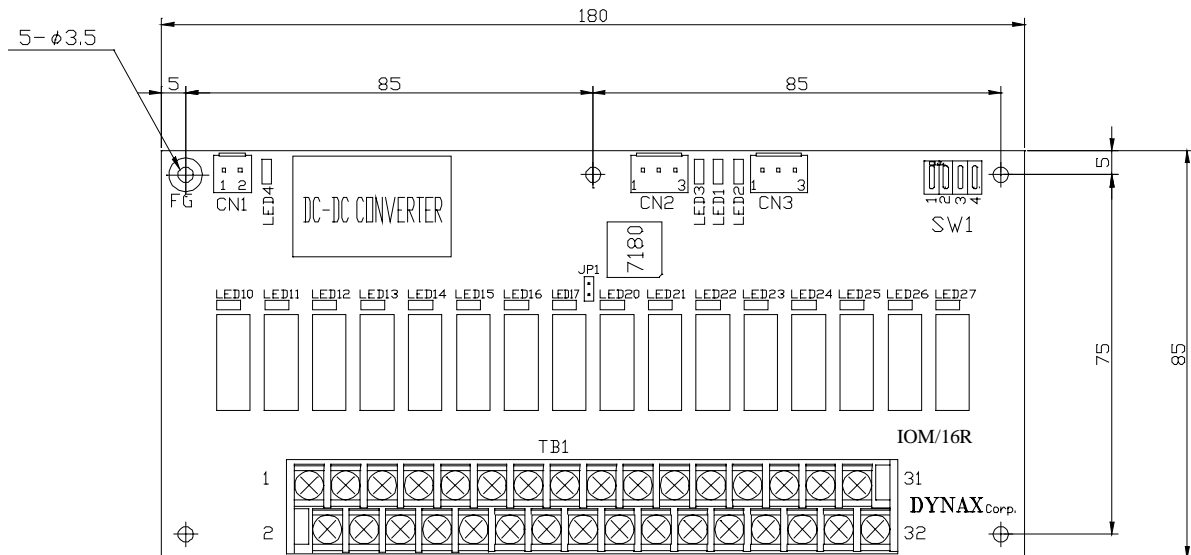 180
5-φ3.5
5
85
85
5
1 2
FG
CN1
LED4
DC-DC CONVERTER
1 3
CN2
LED3
LED1
LED2
1 3
CN3
1 2 3 4
SW1
7180
JP1
LED10 LED11 LED12 LED13 LED14 LED15 LED16 LED17 LED20 LED21 LED22 LED23 LED24 LED25 LED26 LED27
75
85
IOM/16R
TB1
1 31
DYNAX Corp.
2 32